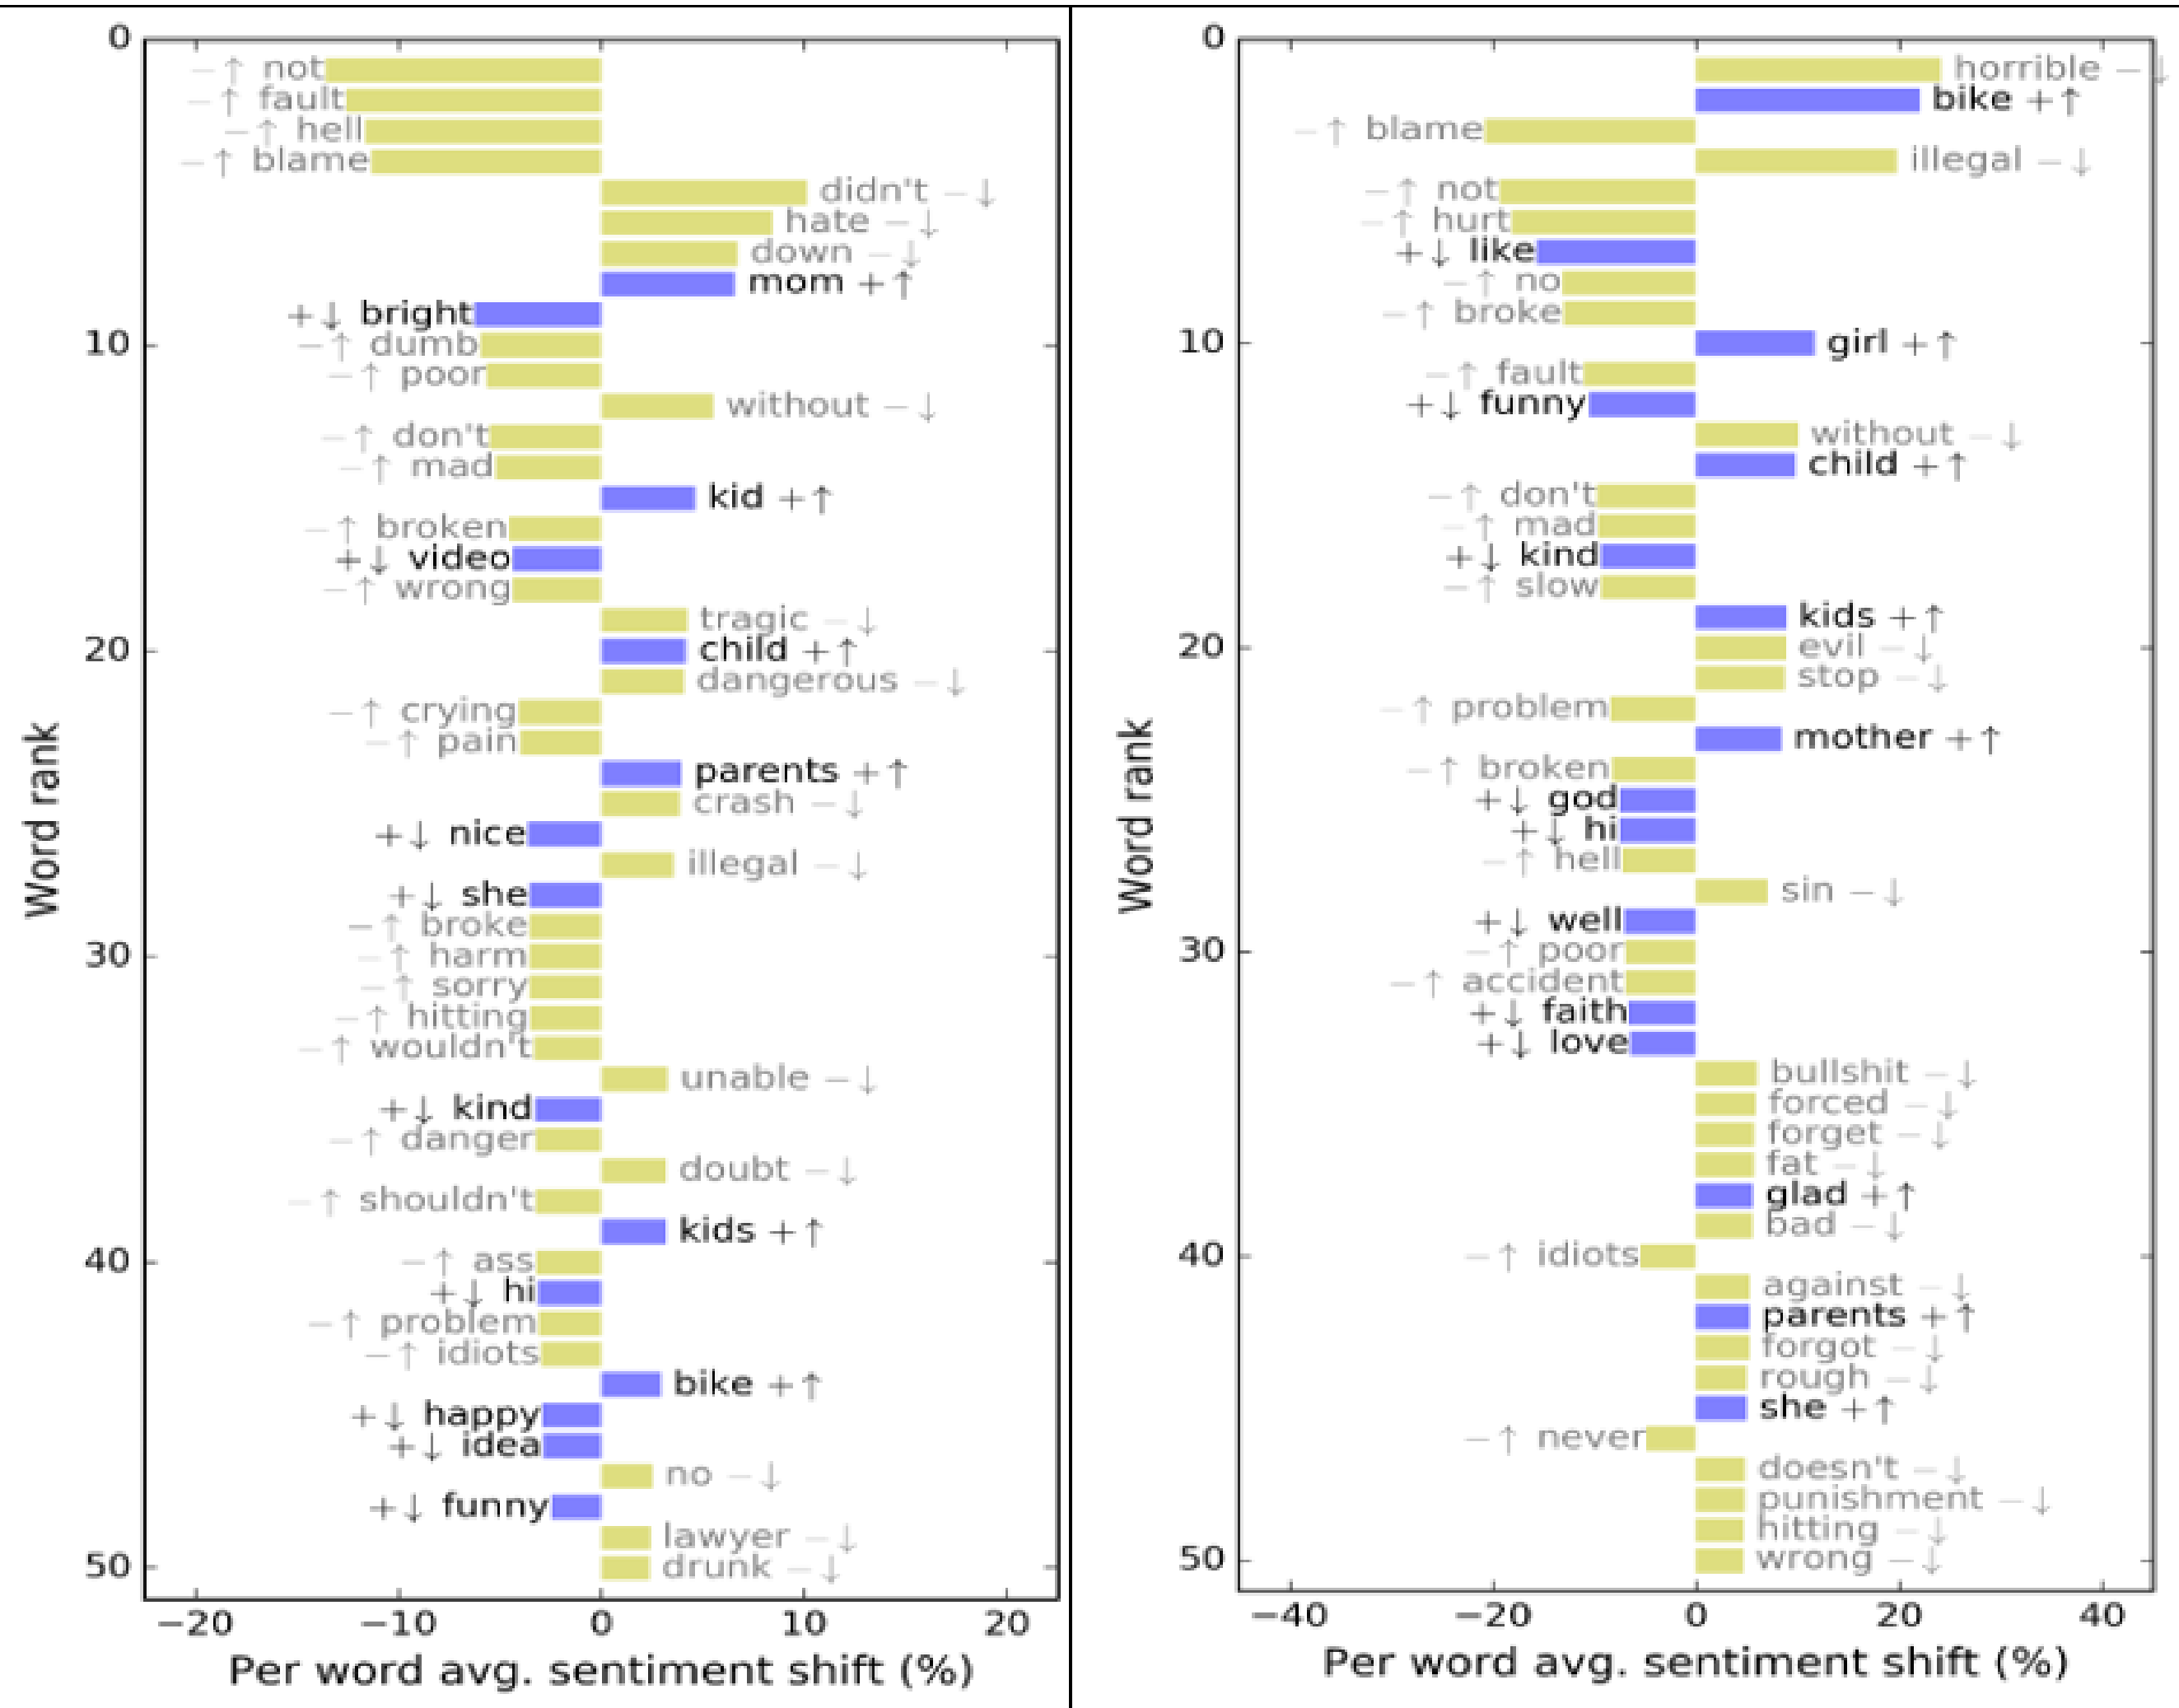 0
−↑ not
−↑ fault
−↑ hell
−↑ blame
didn't −↓
hate −↓
down −↓
mom +↑
+↓ bright
10
−↑ dumb
−↑ poor
without −↓
−↑ don't
−↑ mad
kid +↑
−↑ broken
+↓ video
−↑ wrong
tragic −↓
20
child +↑
dangerous −↓
−↑ crying
−↑ pain
parents +↑
crash −↓
+↓ nice
illegal −↓
+↓ she
−↑ broke
30
−↑ harm
−↑ sorry
−↑ hitting
−↑ wouldn't
unable −↓
+↓ kind
−↑ danger
doubt −↓
−↑ shouldn't
kids +↑
40
−↑ ass
+↓ hi
−↑ problem
−↑ idiots
bike +↑
+↓ happy
+↓ idea
no −↓
+↓ funny
lawyer −↓
50
drunk −↓
Word rank
−20 −10 0 10 20
Per word avg. sentiment shift (%)
0
horrible −↓
bike +↑
−↑ blame
illegal −↓
−↑ not
−↑ hurt
+↓ like
−↑ no
−↑ broke
10
girl +↑
−↑ fault
+↓ funny
without −↓
child +↑
−↑ don't
−↑ mad
+↓ kind
−↑ slow
kids +↑
20
evil −↓
stop −↓
−↑ problem
mother +↑
−↑ broken
+↓ god
+↓ hi
−↑ hell
sin −↓
+↓ well
30
−↑ poor
−↑ accident
+↓ faith
+↓ love
bullshit −↓
forced −↓
forget −↓
fat −↓
glad +↑
bad −↓
40
−↑ idiots
against −↓
parents +↑
forgot −↓
rough −↓
she +↑
−↑ never
doesn't −↓
punishment −↓
hitting −↓
50
wrong −↓
Word rank
−40 −20 0 20 40
Per word avg. sentiment shift (%)